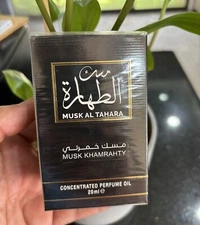 مسك
الطهارة
MUSK AL TAHARA
مسك خمرتي
MUSK KHAMRAHTY
CONCENTRATED PERFUME OIL
20ml ℮